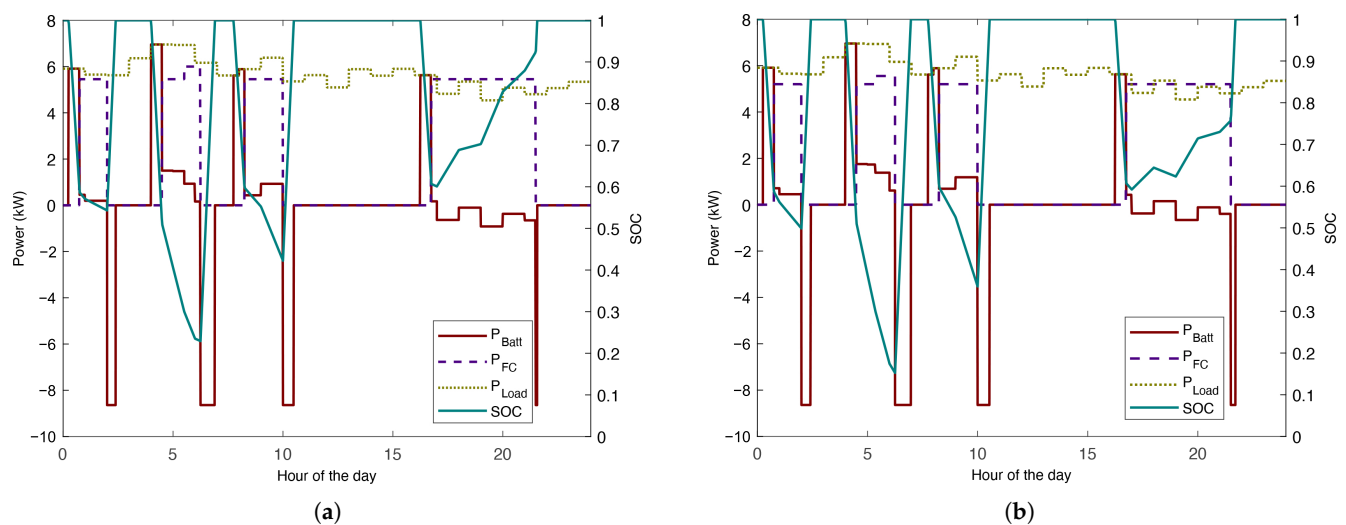 8
6
4
2
0
−2
−4
−6
−8
−10
Power (kW)
1
0.9
0.8
0.7
0.6
0.5
0.4
0.3
0.2
0.1
0
SOC
P_Batt
P_FC
P_Load
SOC
0 5 10 15 20
Hour of the day
(a)
8
6
4
2
0
−2
−4
−6
−8
−10
Power (kW)
1
0.9
0.8
0.7
0.6
0.5
0.4
0.3
0.2
0.1
0
SOC
P_Batt
P_FC
P_Load
SOC
0 5 10 15 20
Hour of the day
(b)